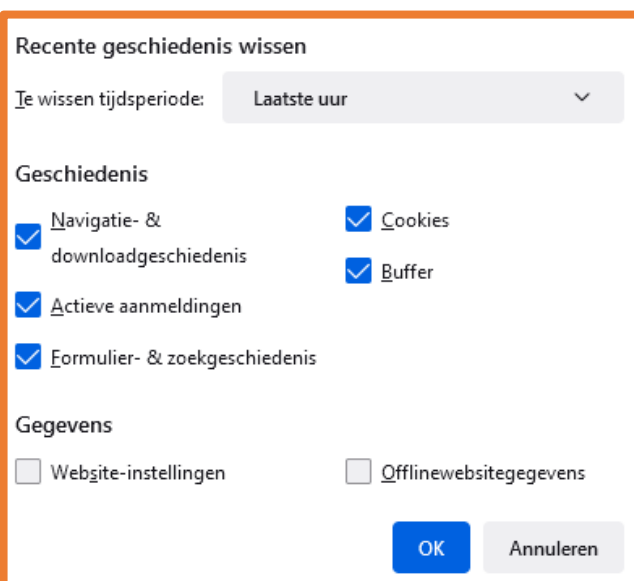 Recente geschiedenis wissen
Te wissen tijdsperiode: Laatste uur
Geschiedenis
Navigatie- &
downloadgeschiedenis
Cookies
Buffer
Actieve aanmeldingen
Formulier- & zoekgeschiedenis
Gegevens
Website-instellingen
Offlinewebsitegegevens
OK
Annuleren